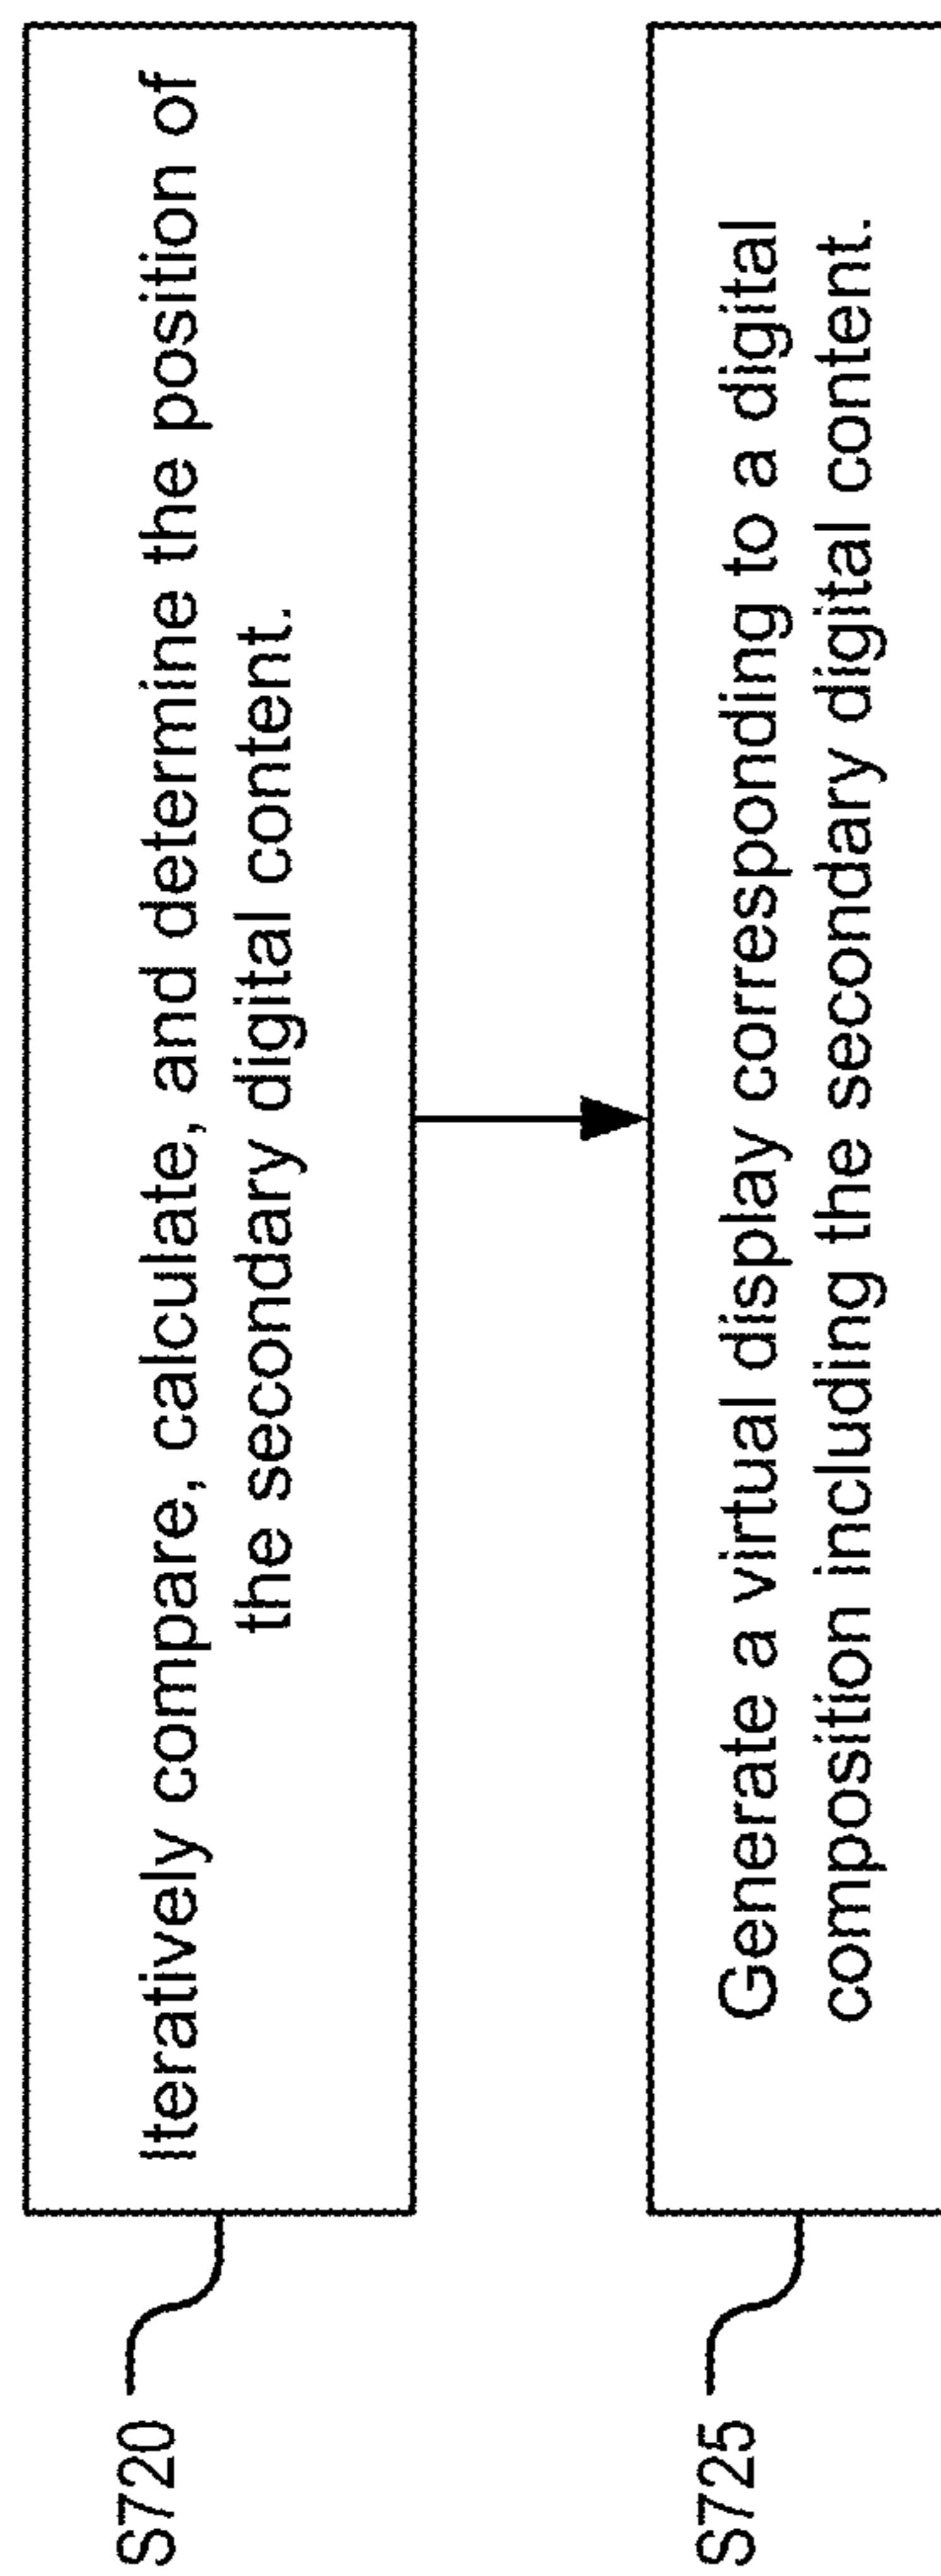 S720
Iteratively compare, calculate, and determine the position of
the secondary digital content.
S725
Generate a virtual display corresponding to a digital
composition including the secondary digital content.